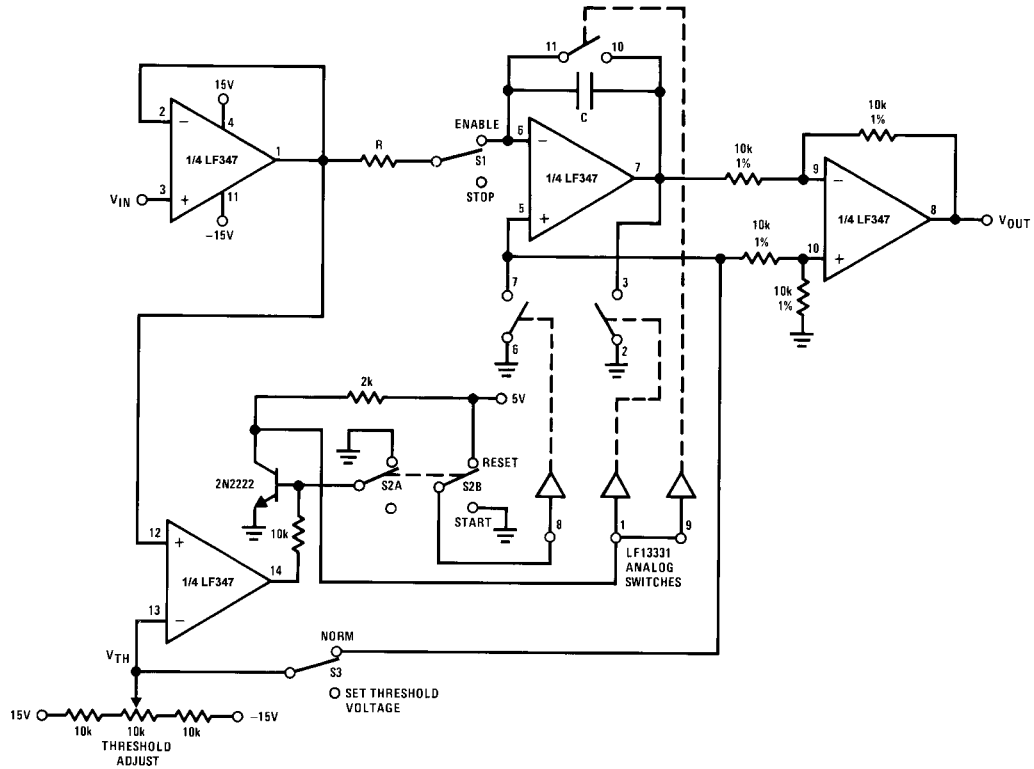 11
10
15V
2
4
1/4 LF347
1
3
V_IN
11
-15V
R
ENABLE
S1
STOP
C
6
1/4 LF347
7
5
10k
1%
10k
1%
9
1/4 LF347
8
V_OUT
10
10k
1%
10k
1%
7
6
3
2
2k
5V
RESET
S2A
S2B
START
2N2222
10k
8
1
9
LF13331
ANALOG
SWITCHES
12
1/4 LF347
14
13
NORM
V_TH
S3
SET THRESHOLD
VOLTAGE
15V
10k
10k
10k
-15V
THRESHOLD
ADJUST